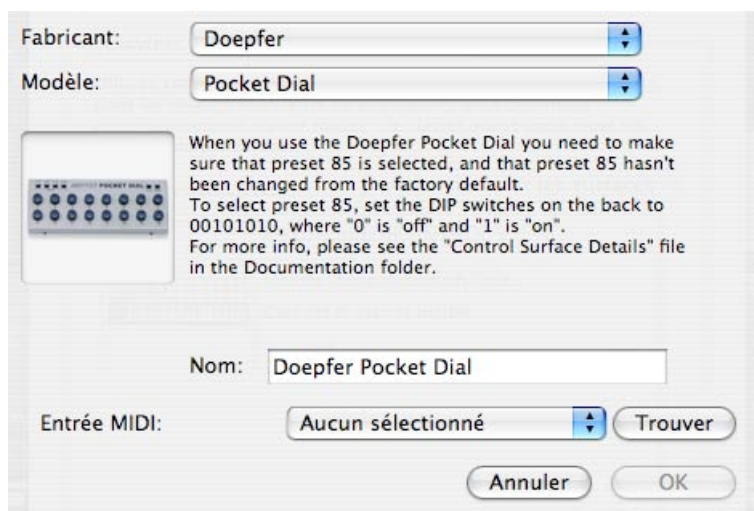 Fabricant: Doepfer
Modèle: Pocket Dial
POCKET DIAL
When you use the Doepfer Pocket Dial you need to make
sure that preset 85 is selected, and that preset 85 hasn't
been changed from the factory default.
To select preset 85, set the DIP switches on the back to
00101010, where "0" is "off" and "1" is "on".
For more info, please see the "Control Surface Details" file
in the Documentation folder.
Nom: Doepfer Pocket Dial
Entrée MIDI: Aucun sélectionné Trouver
Annuler OK